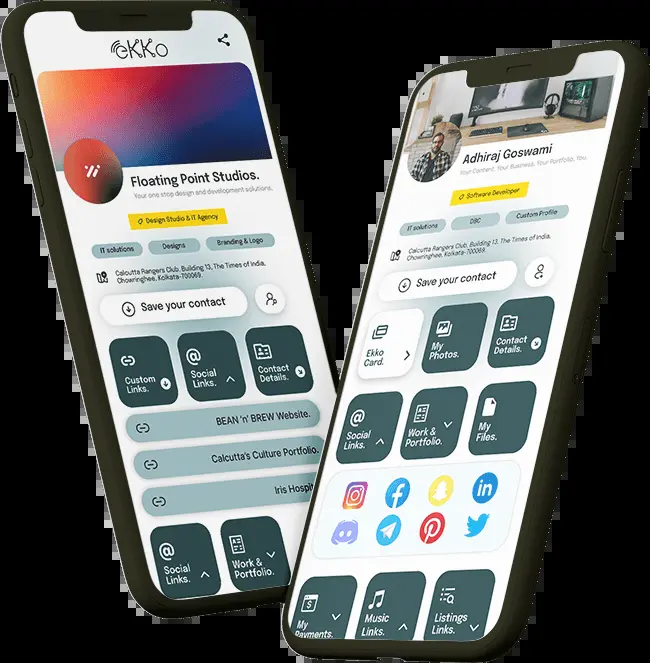 eKKo
Floating Point Studios.
Your one stop design and development solutions.
Design Studio & IT Agency
IT solutions
Designs
Branding & Logo
Calcutta Rangers Club, Building 13, The Times of India,
Chowringhee, Kolkata-700069.
Save your contact
Custom
Links.
Social
Links.
Contact
Details.
BEAN 'n' BREW Website.
Calcutta's Culture Portfolio.
Iris Hospi
Social
Links.
Work &
Portfolio.
Adhiraj Goswami
Your Content, Your Business, Your Portfolio, You.
Software Developer
IT solutions
DBC
Custom Profile
Calcutta Rangers Club, Building 13, The Times of India,
Chowringhee, Kolkata-700069.
Save your contact
Ekko
Card.
My
Photos.
Contact
Details.
Social
Links.
Work &
Portfolio.
My
Files.
in
My
Payments.
Music
Links.
Listings
Links.